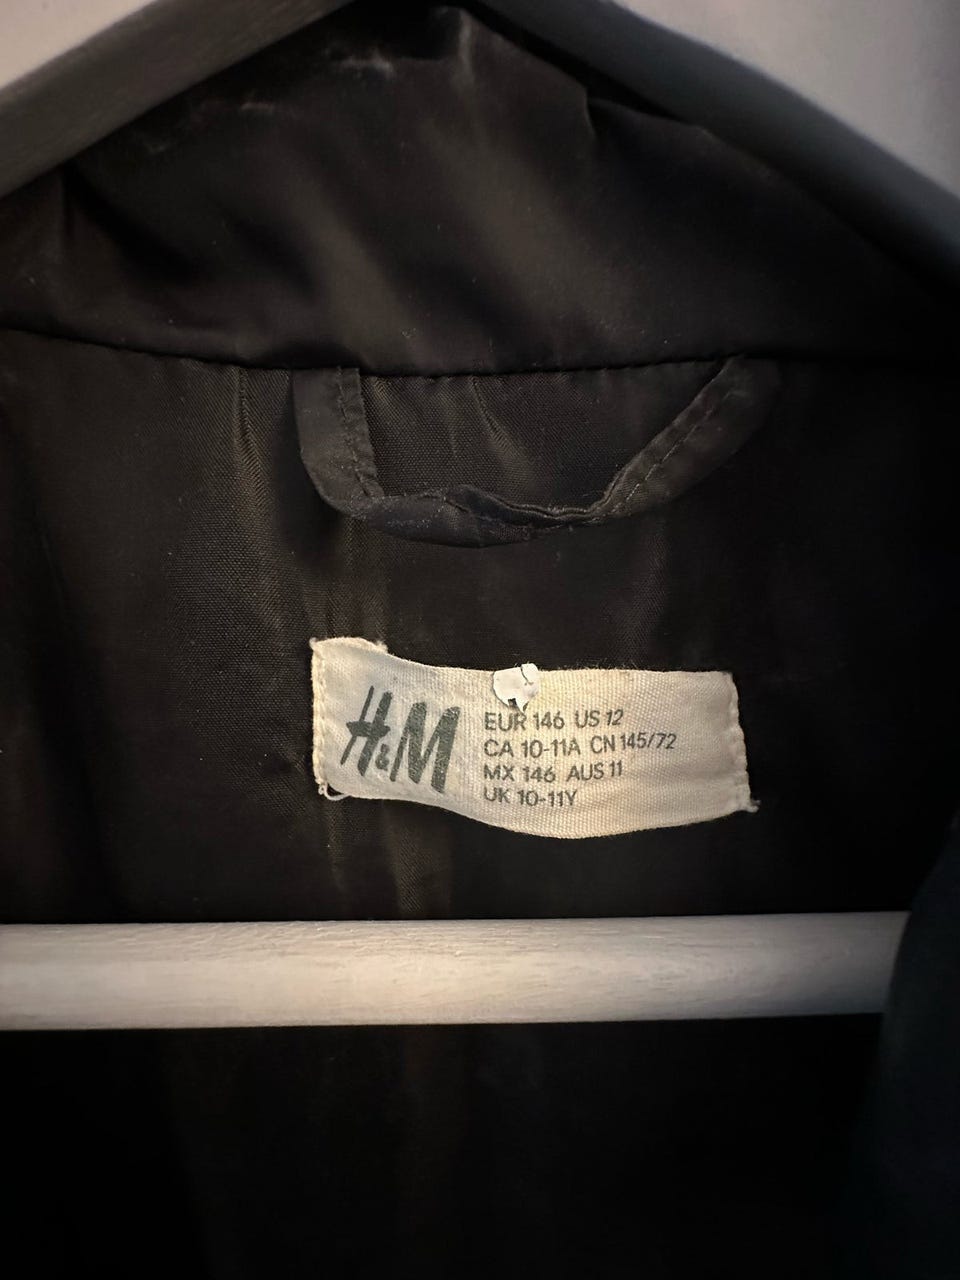 H&M
EUR 146 US 12
CA 10-11A CN 145/72
MX 146 AUS 11
UK 10-11Y